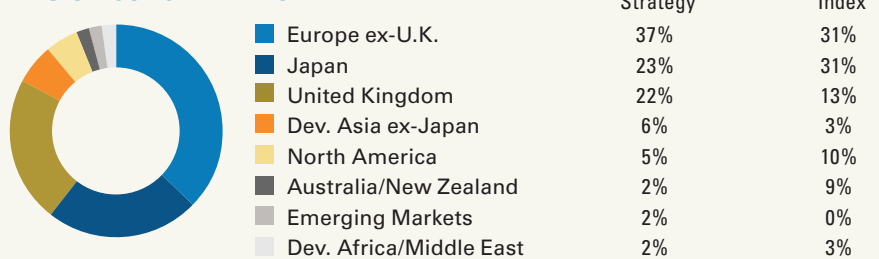 Strategy Index
Europe ex-U.K. 37% 31%
Japan 23% 31%
United Kingdom 22% 13%
Dev. Asia ex-Japan 6% 3%
North America 5% 10%
Australia/New Zealand 2% 9%
Emerging Markets 2% 0%
Dev. Africa/Middle East 2% 3%